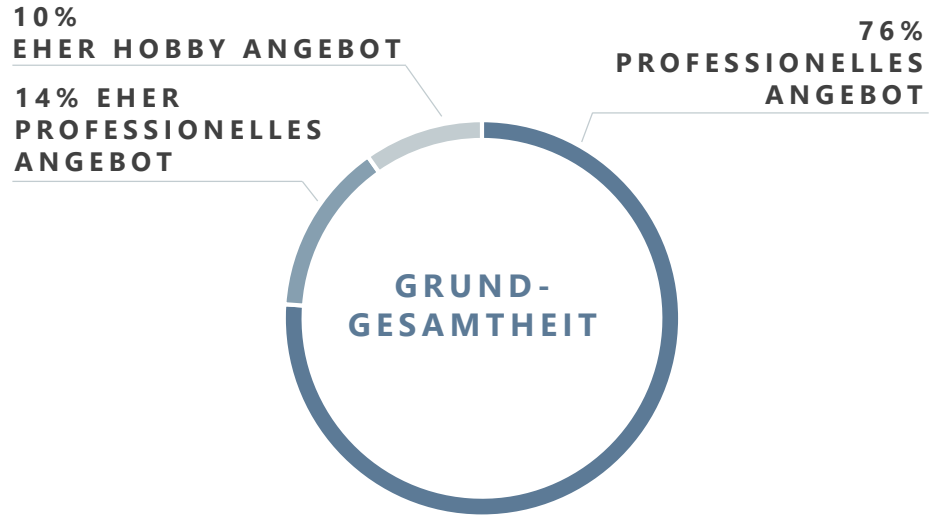 10%
EHER HOBBY ANGEBOT
14% EHER
PROFESSIONELLES
ANGEBOT
76%
PROFESSIONELLES
ANGEBOT
GRUND-
GESAMTHEIT